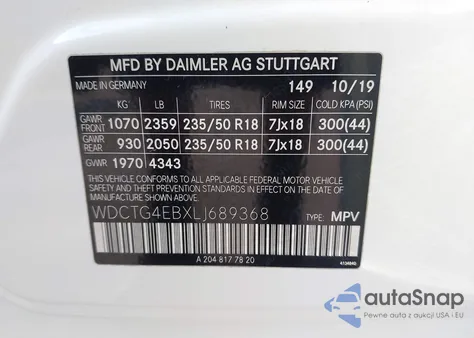 MFD BY DAIMLER AG STUTTGART
MADE IN GERMANY 149 10/19
KG LB TIRES RIM SIZE COLD KPA (PSI)
GAWR FRONT 1070 2359 235/50 R18 7Jx18 300(44)
GAWR REAR 930 2050 235/50 R18 7Jx18 300(44)
GVWR 1970 4343
THIS VEHICLE CONFORMS TO ALL APPLICABLE FEDERAL MOTOR VEHICLE
SAFETY, BUMPER, AND THEFT PREVENTION STANDARDS IN EFFECT ON THE DATE OF
MANUFACTURE SHOWN ABOVE.
WDCTG4EBXLJ689368 TYPE: MPV
A 204 817 78 20
autoSnap
Pewne auta z aukcji USA i EU